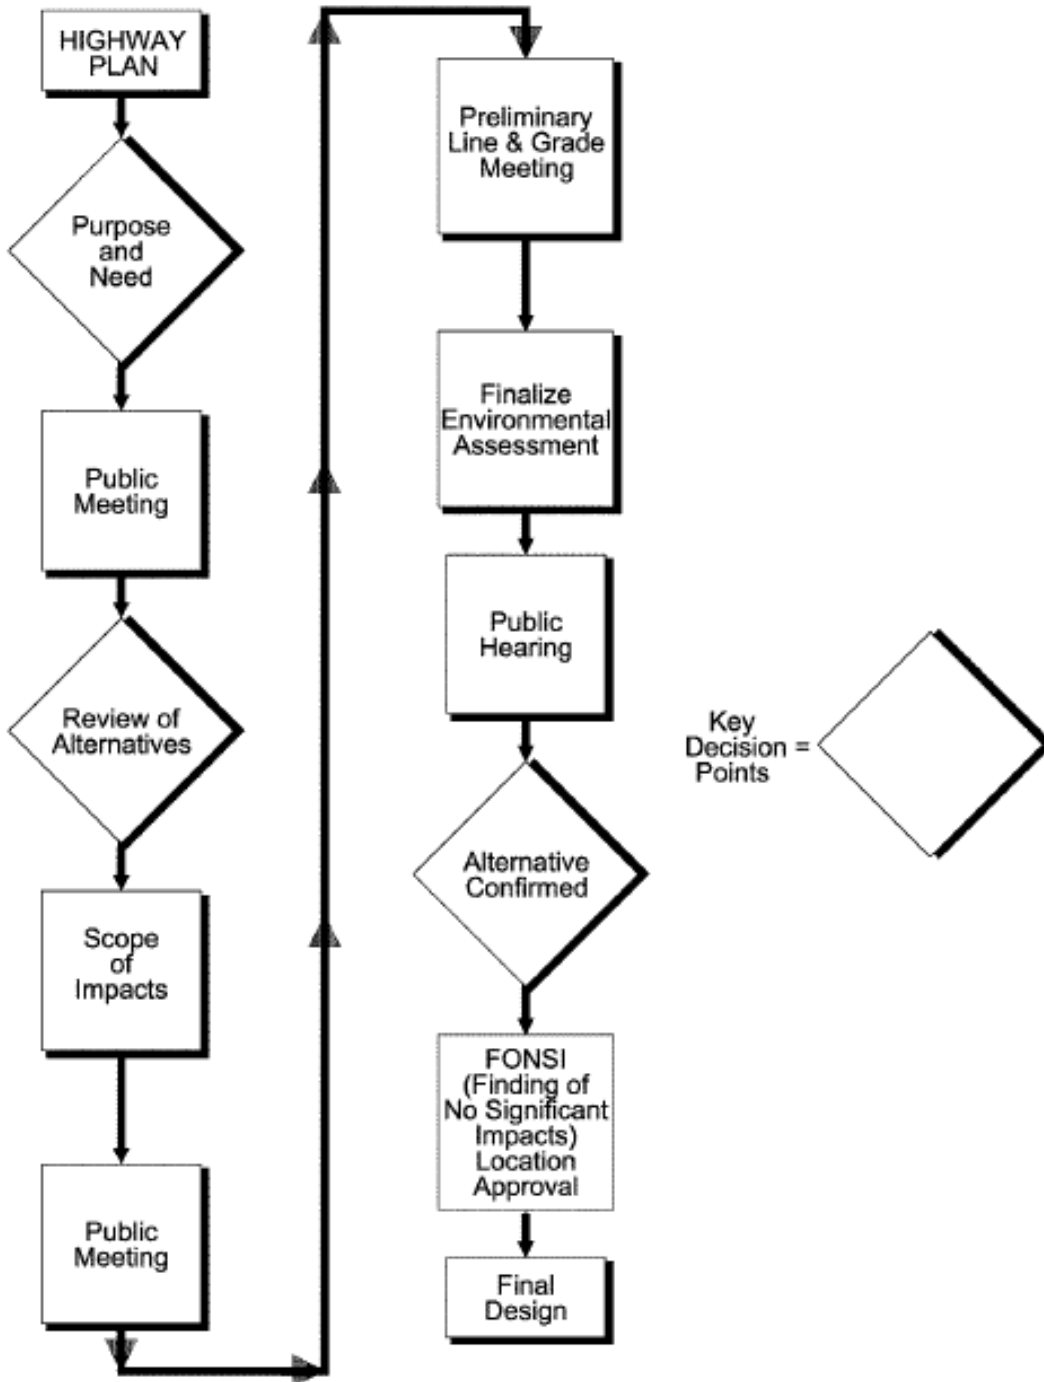 HIGHWAY
PLAN
Purpose
and
Need
Public
Meeting
Review of
Alternatives
Scope
of
Impacts
Public
Meeting
Preliminary
Line & Grade
Meeting
Finalize
Environmental
Assessment
Public
Hearing
Alternative
Confirmed
FONSI
(Finding of
No Significant
Impacts)
Location
Approval
Final
Design
Key
Decision =
Points